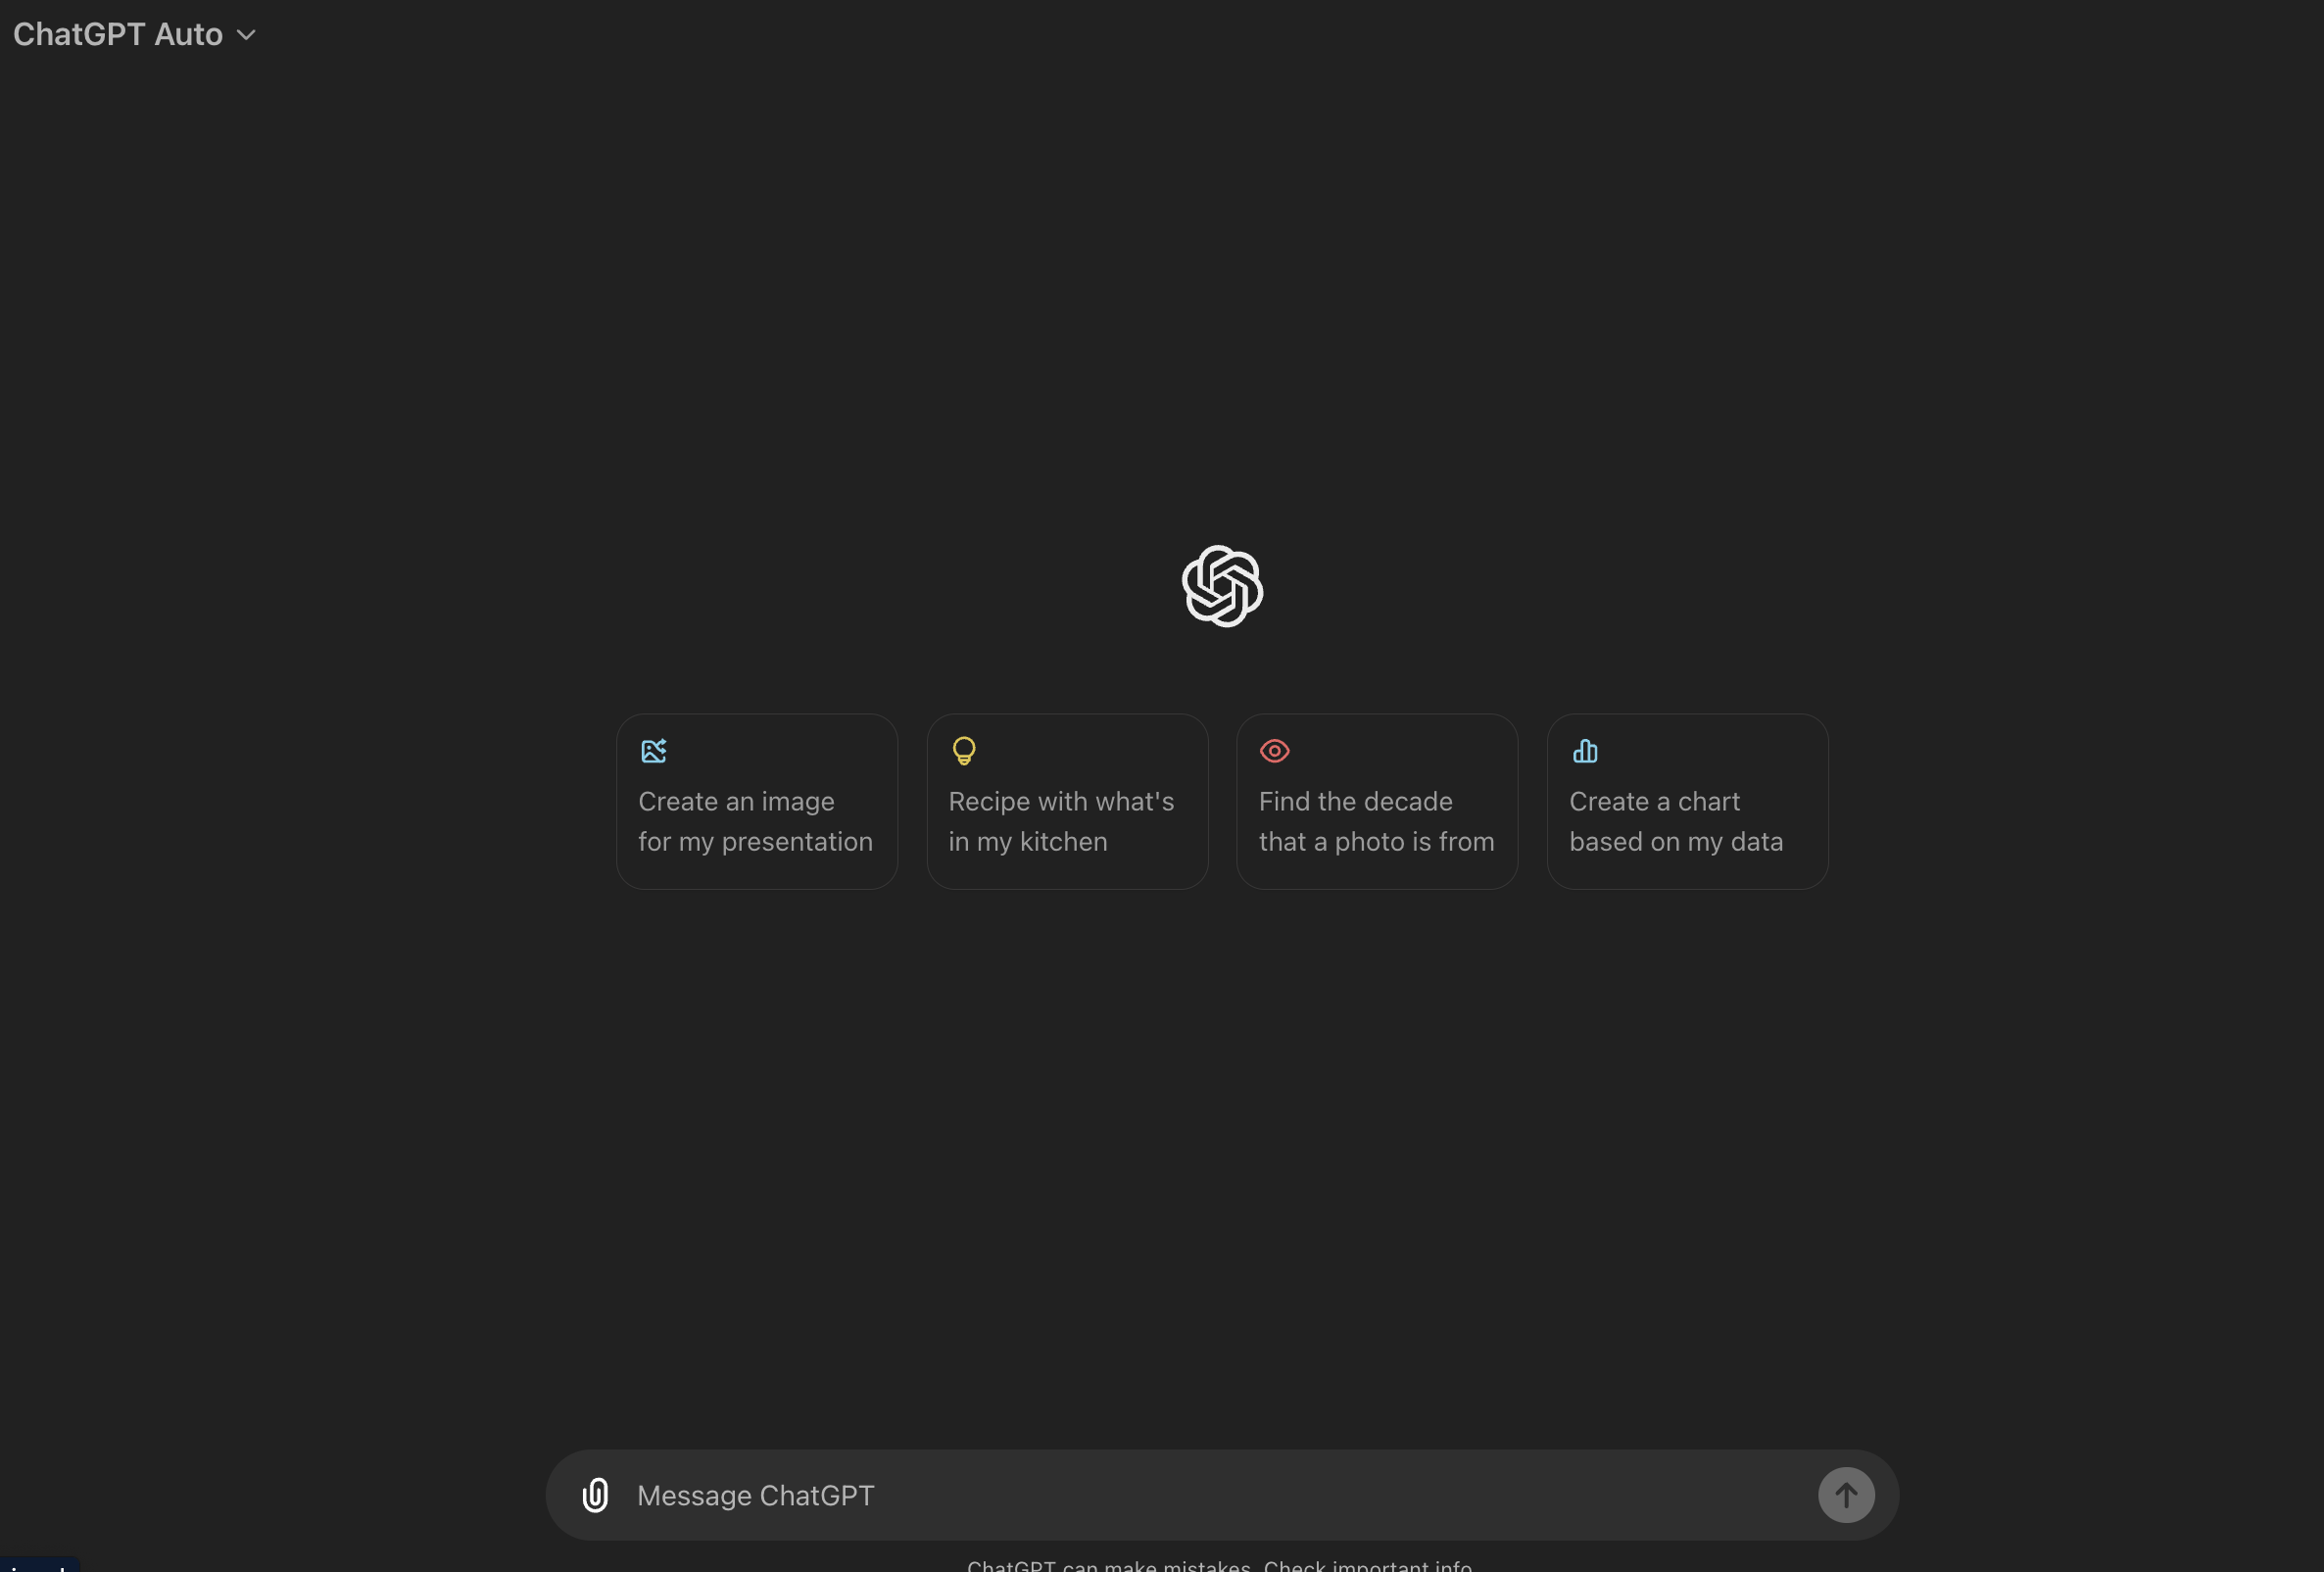 ChatGPT Auto
Create an image
for my presentation
Recipe with what's
in my kitchen
Find the decade
that a photo is from
Create a chart
based on my data
Message ChatGPT
ChatGPT can make mistakes. Check important info.